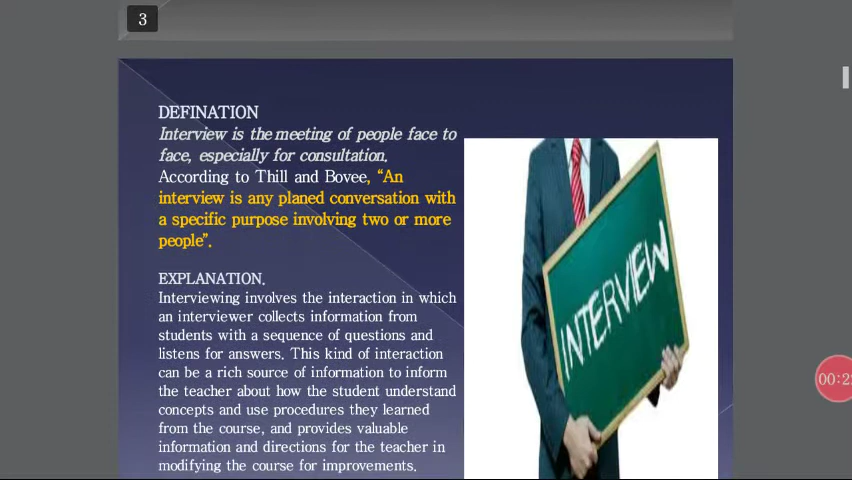 3
DEFINATION
Interview is the meeting of people face to
face, especially for consultation.
According to Thill and Bovee, “An
interview is any planed conversation with
a specific purpose involving two or more
people”.
EXPLANATION.
Interviewing involves the interaction in which
an interviewer collects information from
students with a sequence of questions and
listens for answers. This kind of interaction
can be a rich source of information to inform
the teacher about how the student understand
concepts and use procedures they learned
from the course, and provides valuable
information and directions for the teacher in
modifying the course for improvements.
INTERVIEW